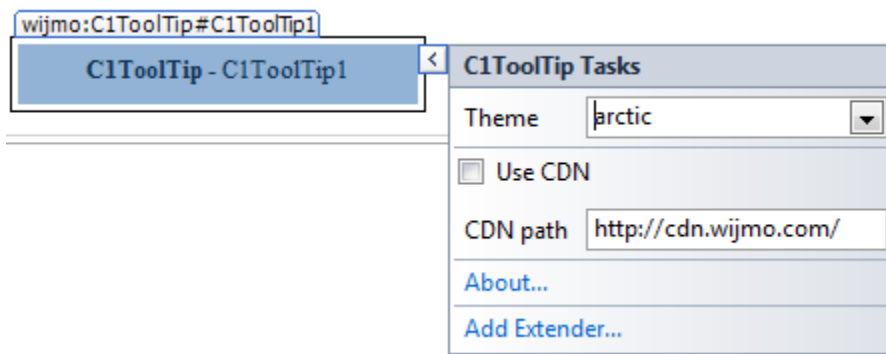 wijmo:C1ToolTip#C1ToolTip1
C1ToolTip - C1ToolTip1
C1ToolTip Tasks
Theme arctic
Use CDN
CDN path http://cdn.wijmo.com/
About...
Add Extender...